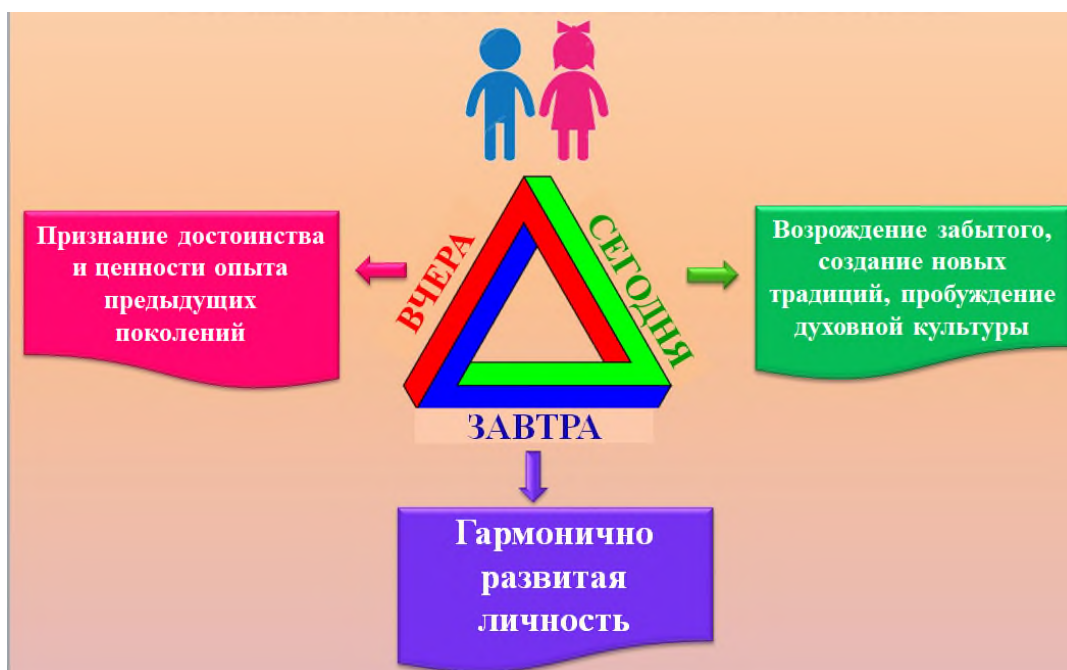 ВЧЕРА
СЕГОДНЯ
ЗАВТРА
Признание достоинства
и ценности опыта
предыдущих
поколений
Возрождение забытого,
создание новых
традиций, пробуждение
духовной культуры
Гармонично
развитая
личность